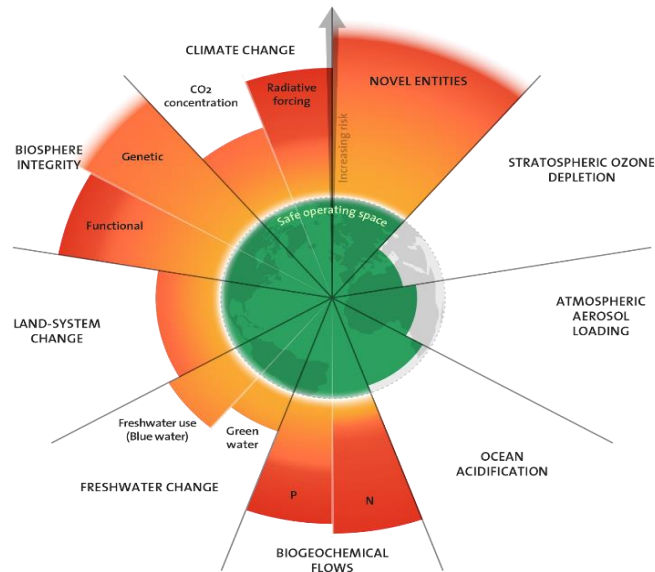 CLIMATE CHANGE
CO2
concentration
Radiative
forcing
NOVEL ENTITIES
Increasing risk
STRATOSPHERIC OZONE
DEPLETION
BIOSPHERE
INTEGRITY
Genetic
Functional
Safe operating space
ATMOSPHERIC
AEROSOL
LOADING
LAND-SYSTEM
CHANGE
Freshwater use
(Blue water)
Green
water
FRESHWATER CHANGE
P
N
BIOGEOCHEMICAL
FLOWS
OCEAN
ACIDIFICATION